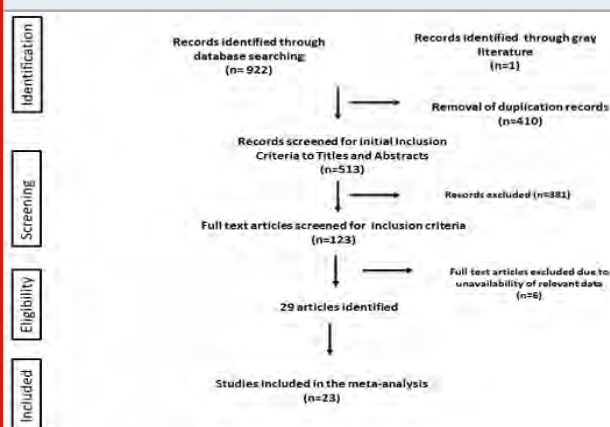 Identification
Records identified through
database searching
(n= 922)
Records identified through gray
literature
(n=1)
Removal of duplication records
(n=410)
Records screened for initial Inclusion
Criteria to Titles and Abstracts
(n=513)
Screening
Records excluded (n=381)
Full text articles screened for inclusion criteria
(n=123)
Eligibility
Full text articles excluded due to
unavailability of relevant data
(n=6)
29 articles identified
Included
Studies included in the meta-analysis
(n=23)